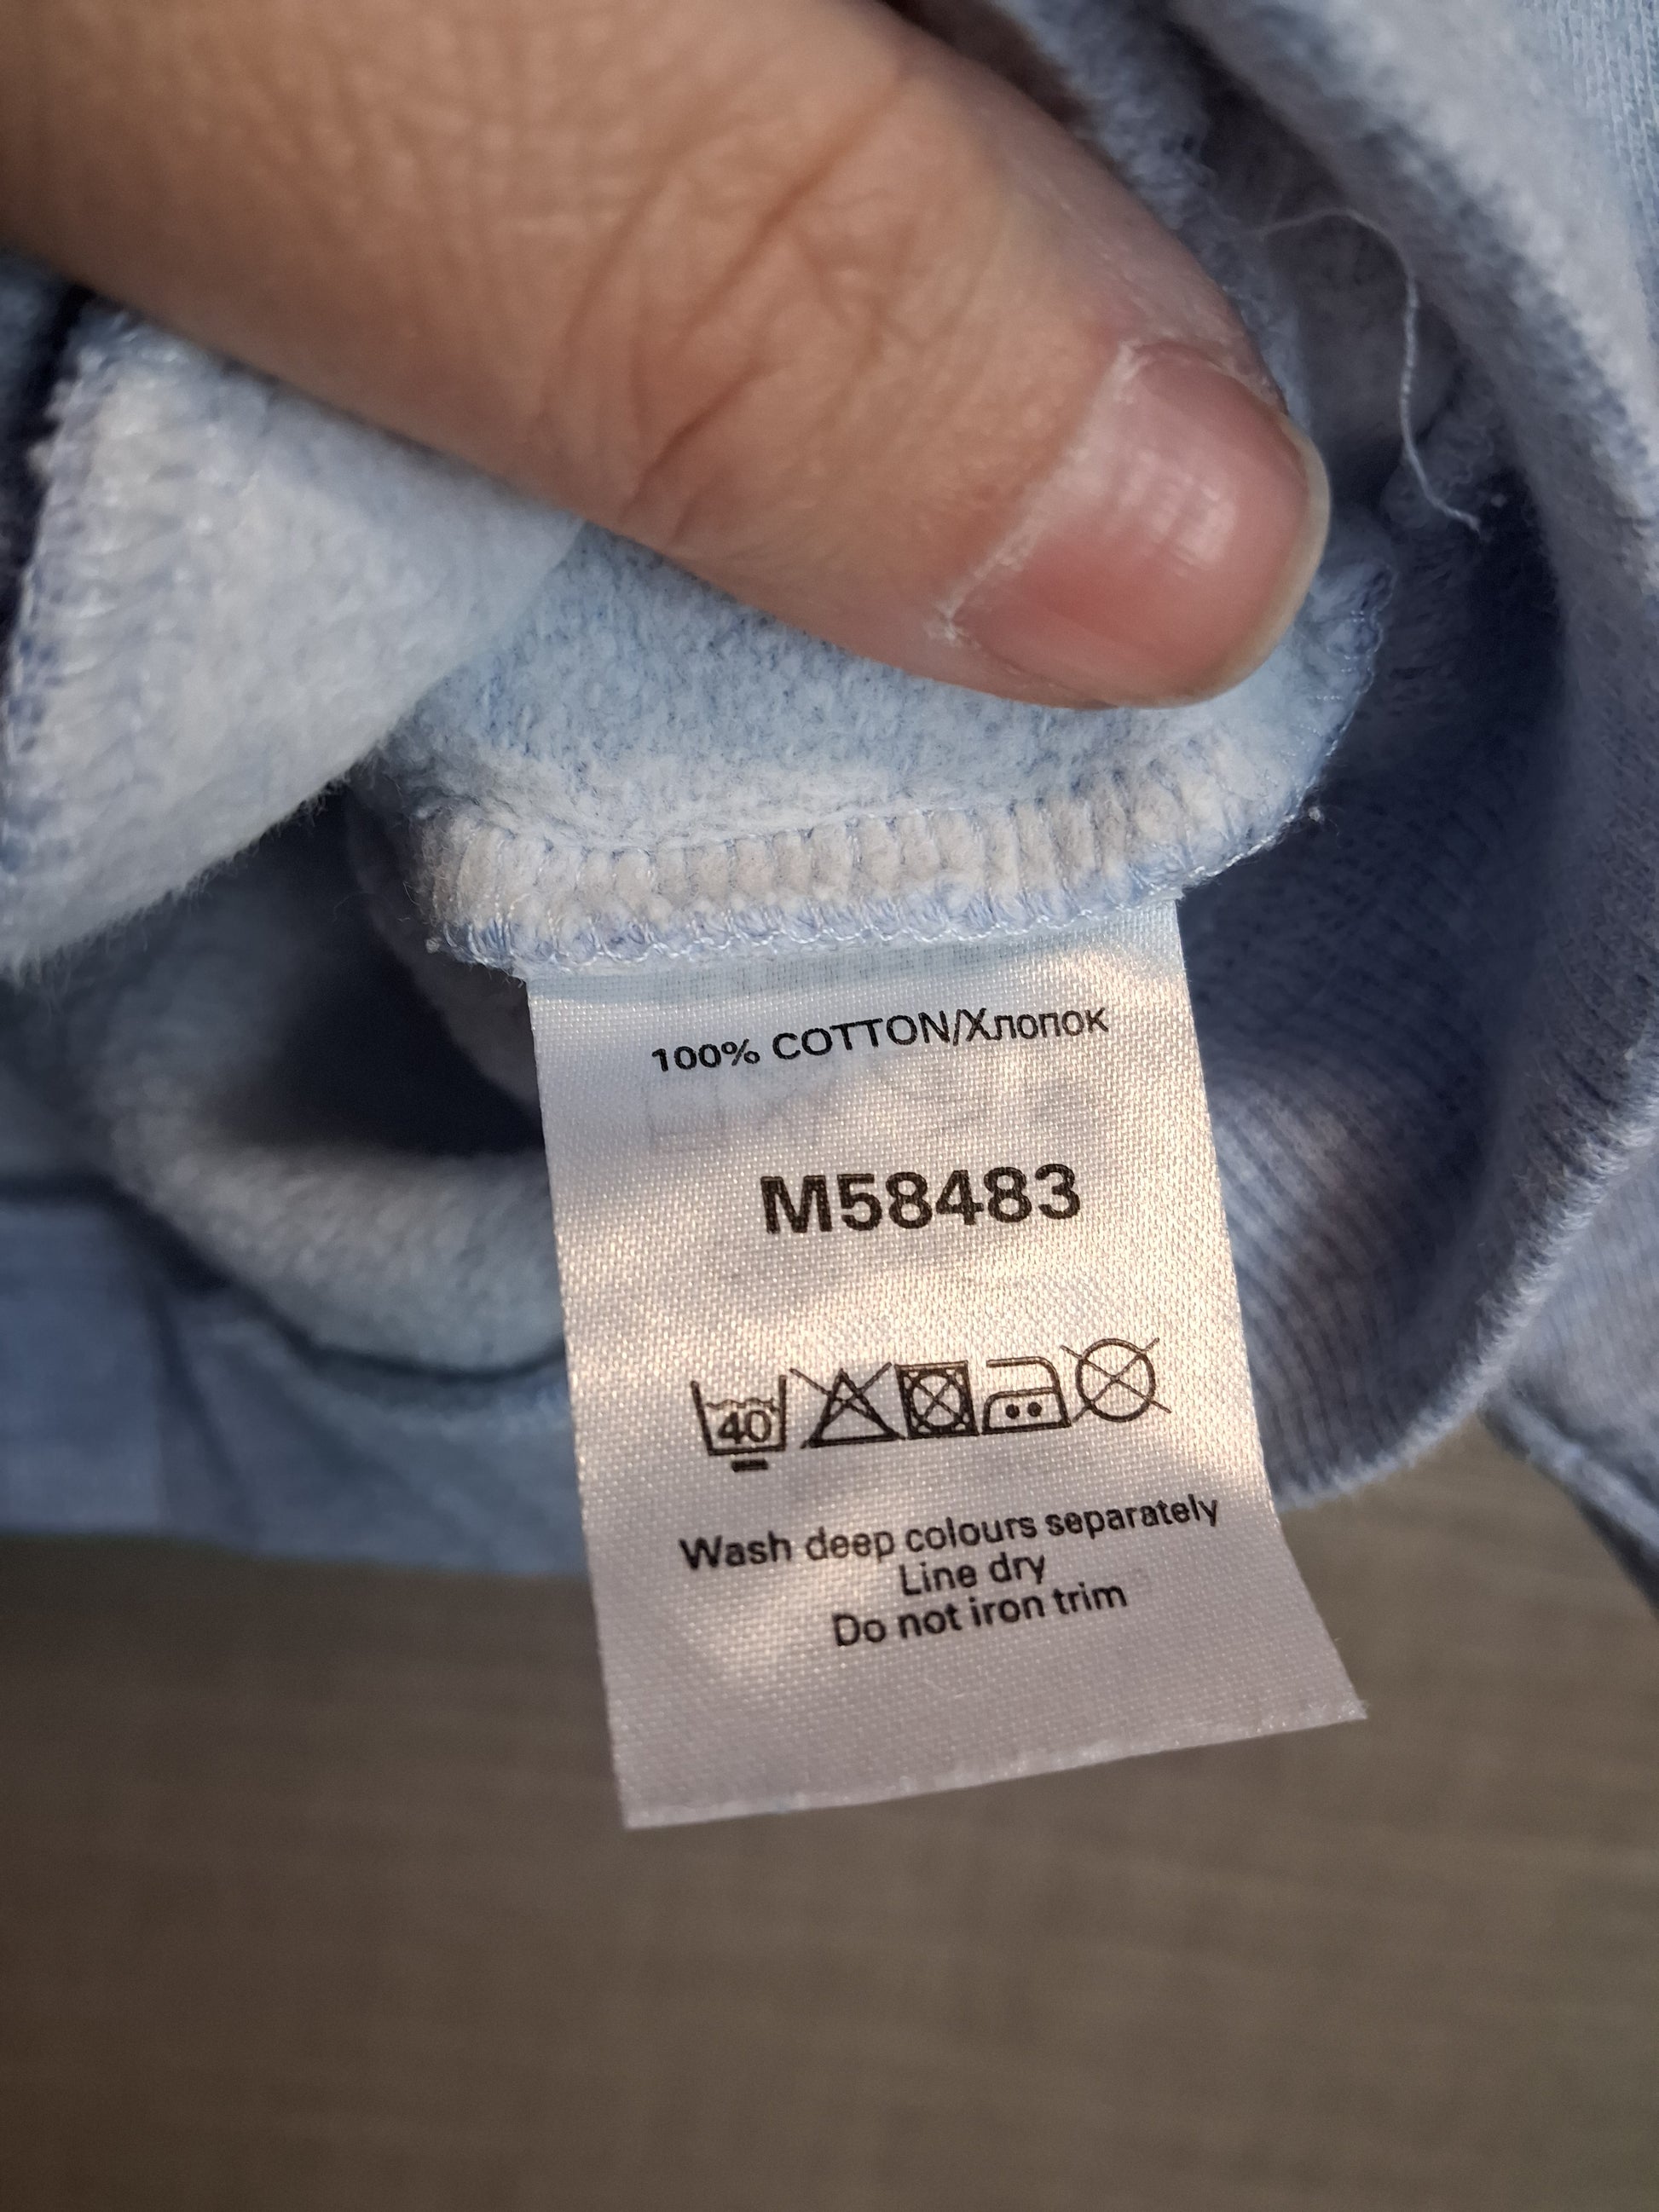 100% COTTON/Хлопок
M58483
40
Wash deep colours separately
Line dry
Do not iron trim